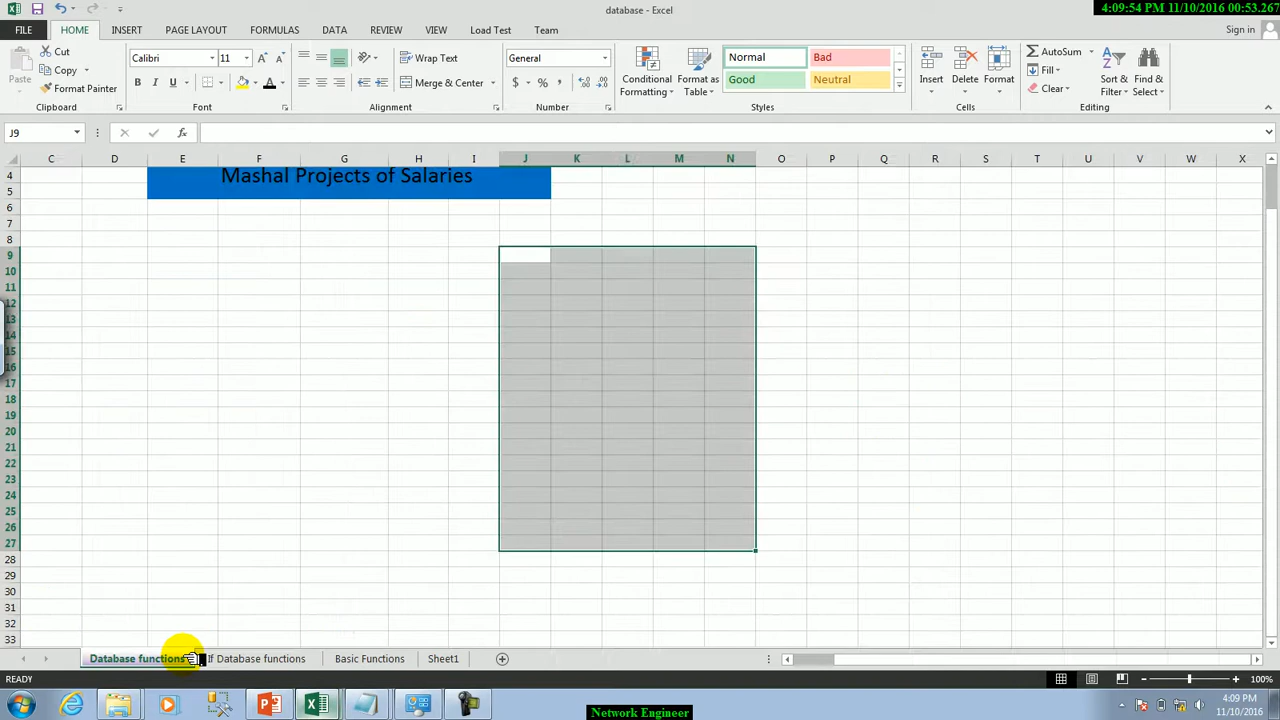 database - Excel
4:09:54 PM 11/10/2016 00:53.267
FILE HOME INSERT PAGE LAYOUT FORMULAS DATA REVIEW VIEW Load Test Team Sign in
Paste Cut Copy Format Painter
Calibri 11 B I U A A A
Wrap Text Merge & Center
General $ % ,
Conditional Formatting Format as Table
Normal Bad Good Neutral
Insert Delete Format
AutoSum Fill Clear Sort & Filter Find & Select
Clipboard Font Alignment Number Styles Cells Editing
J9 fx
C D E F G H I J K L M N O P Q R S T U V W X
4 Mashal Projects of Salaries
5
6
7
8
9
10
11
12
13
14
15
16
17
18
19
20
21
22
23
24
25
26
27
28
29
30
31
32
33
Database functions If Database functions Basic Functions Sheet1
READY 100%
4:09 PM
11/10/2016
Network Engineer